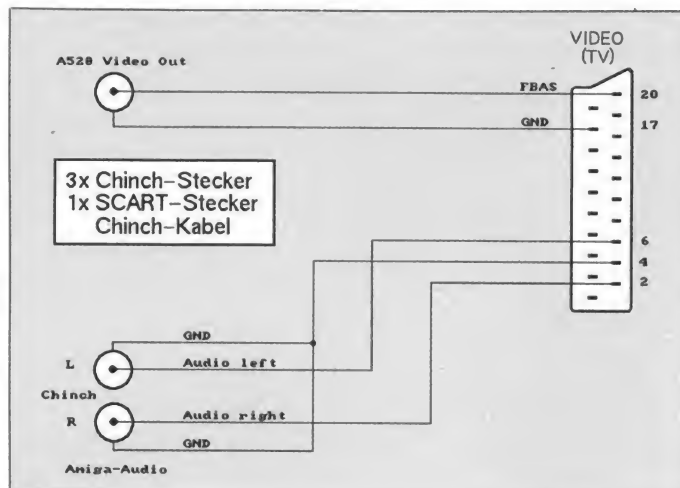 VIDEO
(TV)
A520 Video Out
FBAS
20
GND
17
3x Chinch-Stecker
1x SCART-Stecker
Chinch-Kabel
6
4
2
GND
L
Audio left
Chinch
R
Audio right
GND
Amiga-Audio